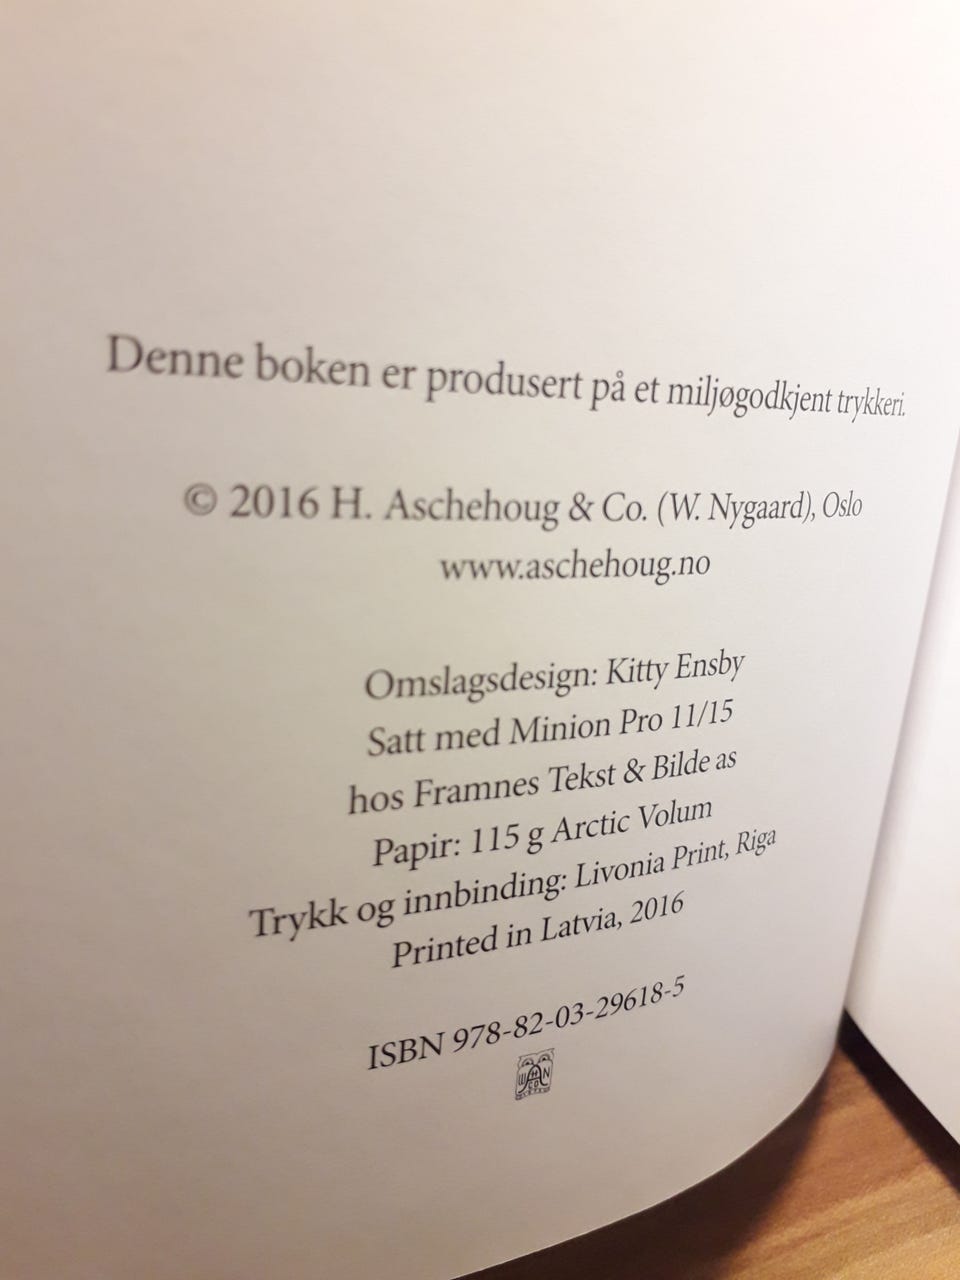 Denne boken er produsert på et miljøgodkjent trykkeri.
© 2016 H. Aschehoug & Co. (W. Nygaard), Oslo
www.aschehoug.no
Omslagsdesign: Kitty Ensby
Satt med Minion Pro 11/15
hos Framnes Tekst & Bilde as
Papir: 115 g Arctic Volum
Trykk og innbinding: Livonia Print, Riga
Printed in Latvia, 2016
ISBN 978-82-03-29618-5